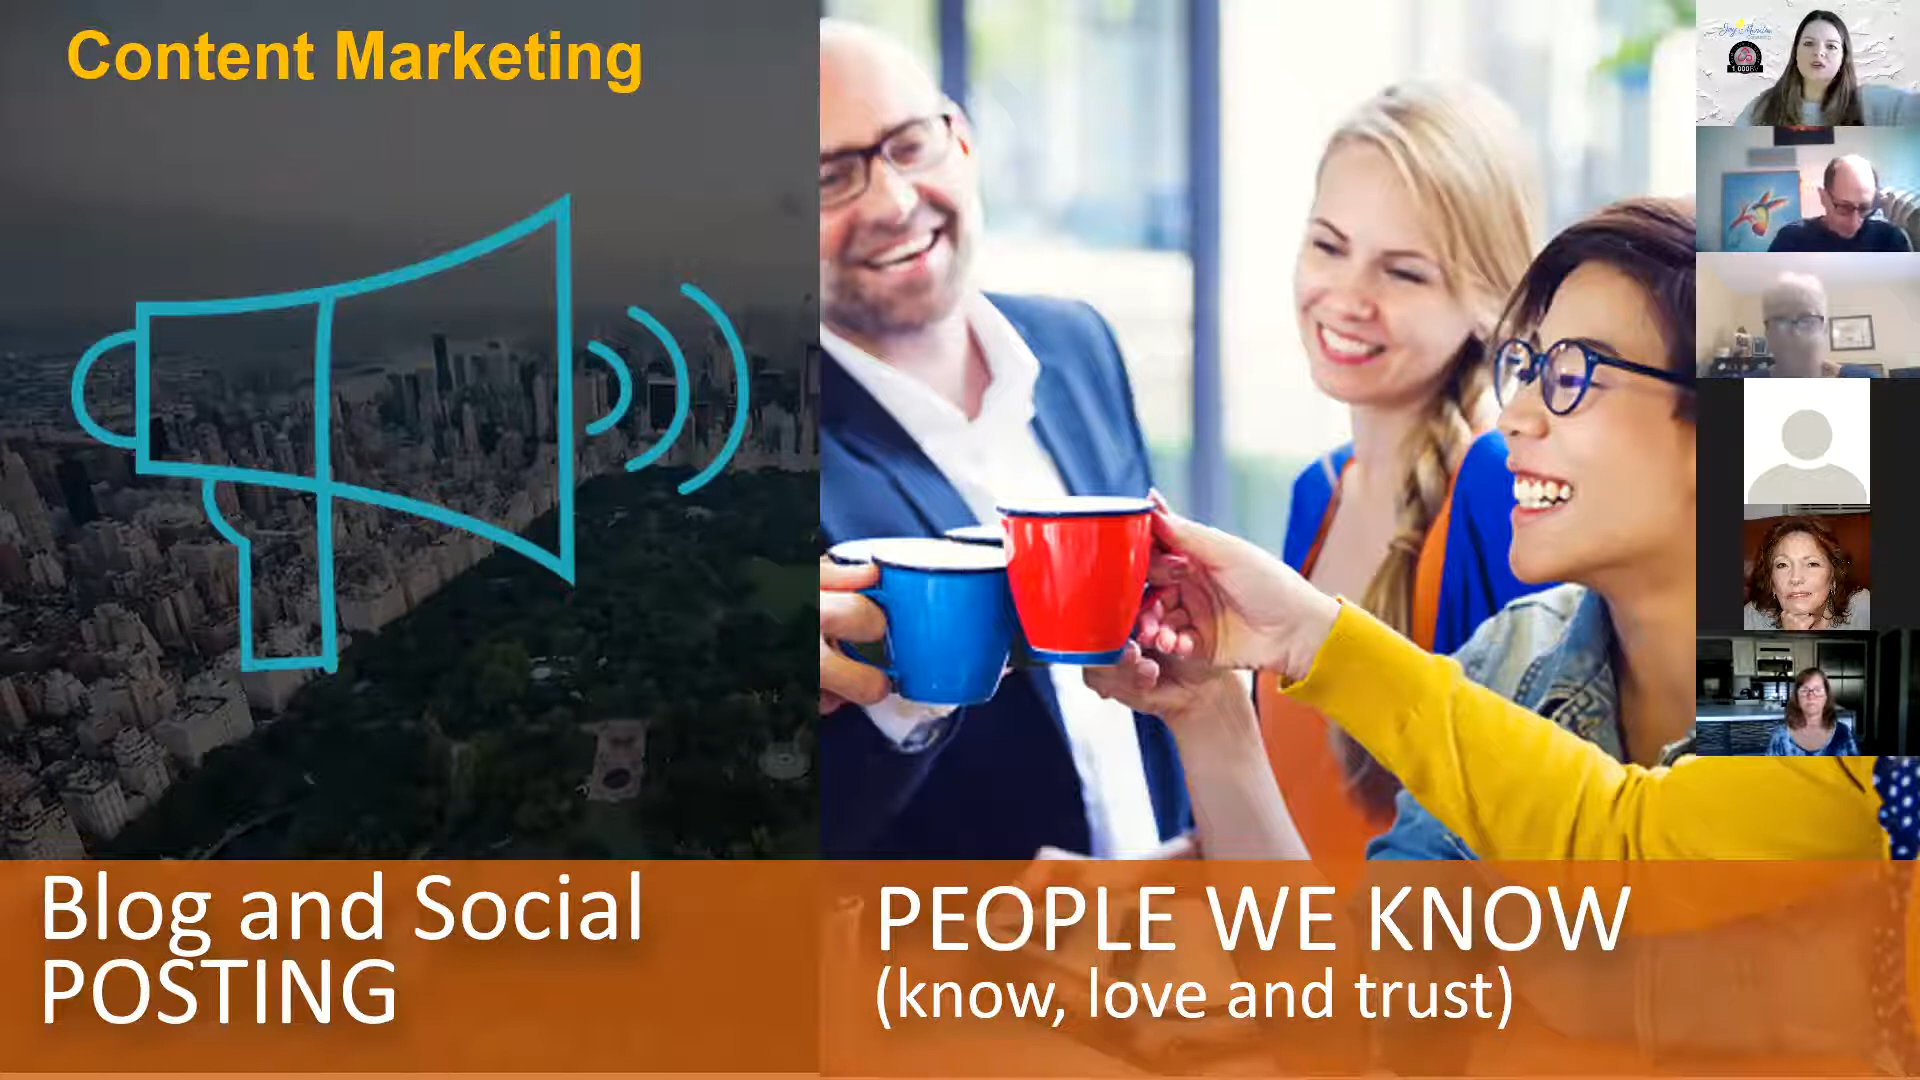 Content Marketing
Blog and Social
POSTING
PEOPLE WE KNOW
(know, love and trust)